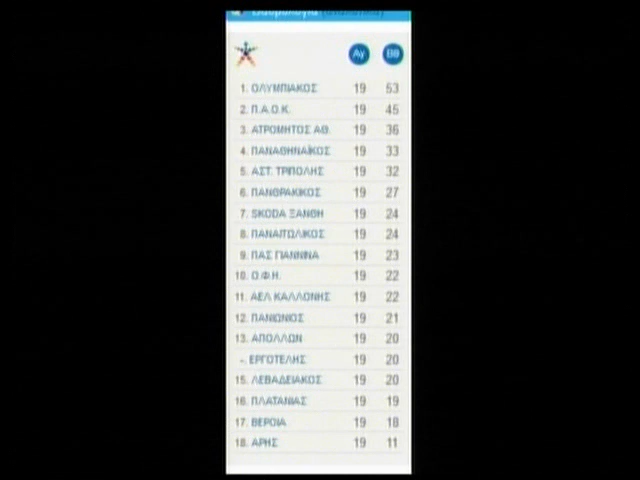 Βαθμολογία (αναλυτικά)
Αγ Βθ
1. ΟΛΥΜΠΙΑΚΟΣ 19 53
2. Π.Α.Ο.Κ. 19 45
3. ΑΤΡΟΜΗΤΟΣ ΑΘ. 19 36
4. ΠΑΝΑΘΗΝΑΪΚΟΣ 19 33
5. ΑΣΤ. ΤΡΙΠΟΛΗΣ 19 32
6. ΠΑΝΘΡΑΚΙΚΟΣ 19 27
7. SKODA ΞΑΝΘΗ 19 24
8. ΠΑΝΑΙΤΩΛΙΚΟΣ 19 24
9. ΠΑΣ ΓΙΑΝΝΙΝΑ 19 23
10. Ο.Φ.Η. 19 22
11. ΑΕΛ ΚΑΛΛΟΝΗΣ 19 22
12. ΠΑΝΙΩΝΙΟΣ 19 21
13. ΑΠΟΛΛΩΝ 19 20
-. ΕΡΓΟΤΕΛΗΣ 19 20
15. ΛΕΒΑΔΕΙΑΚΟΣ 19 20
16. ΠΛΑΤΑΝΙΑΣ 19 19
17. ΒΕΡΟΙΑ 19 18
18. ΑΡΗΣ 19 11